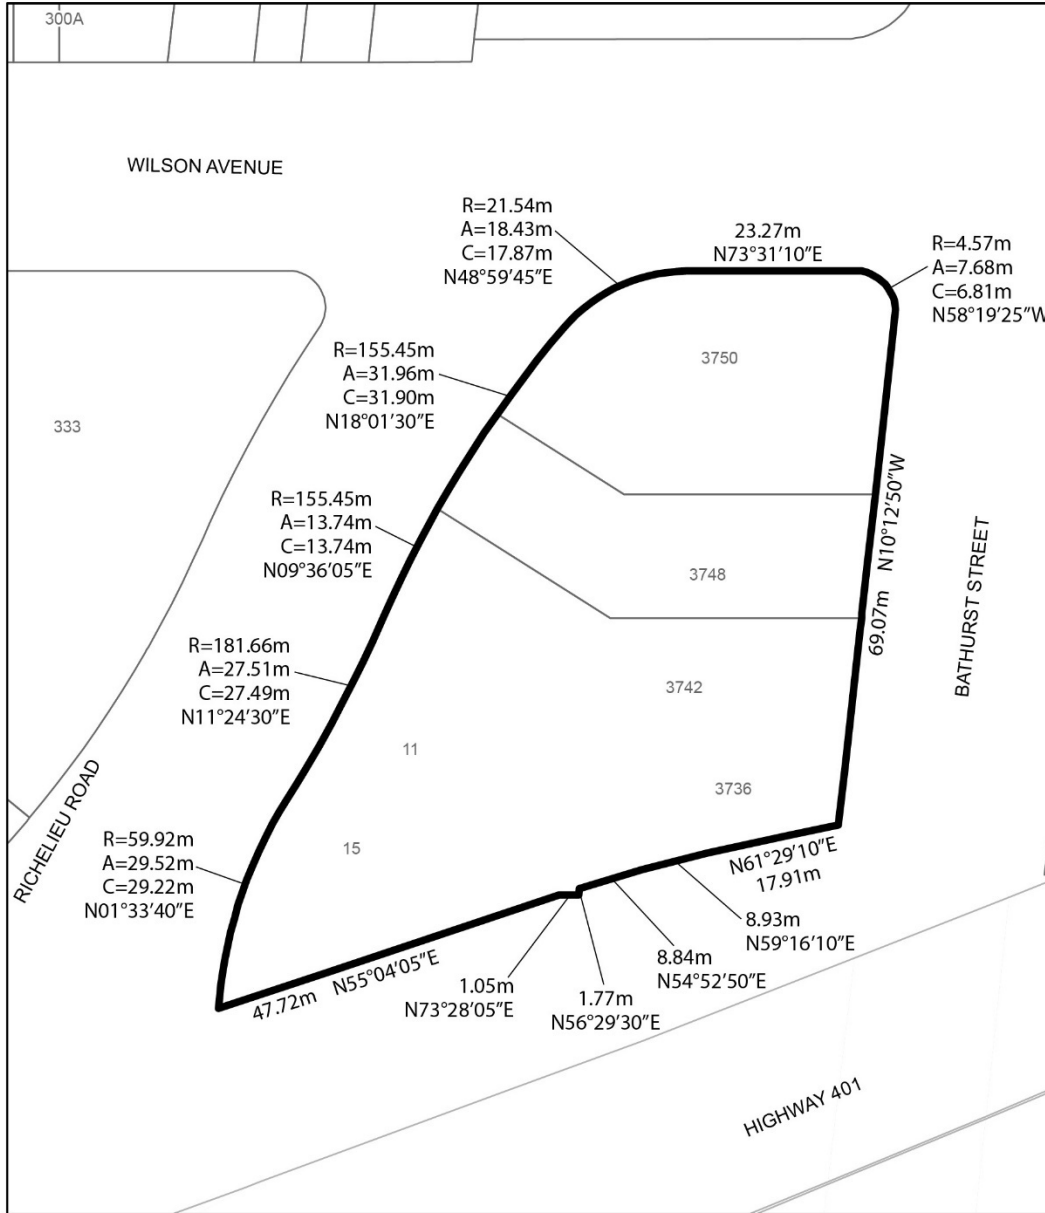 300A
WILSON AVENUE
R=21.54m
A=18.43m
C=17.87m
N48°59'45"E
23.27m
N73°31'10"E
R=4.57m
A=7.68m
C=6.81m
N58°19'25"W
R=155.45m
A=31.96m
C=31.90m
N18°01'30"E
3750
333
R=155.45m
A=13.74m
C=13.74m
N09°36'05"E
69.07m N10°12'50"W
3748
BATHURST STREET
R=181.66m
A=27.51m
C=27.49m
N11°24'30"E
3742
11
3736
RICHELIEU ROAD
R=59.92m
A=29.52m
C=29.22m
N01°33'40"E
15
N61°29'10"E
17.91m
8.93m
N59°16'10"E
8.84m
N54°52'50"E
47.72m N55°04'05"E
1.05m
N73°28'05"E
1.77m
N56°29'30"E
HIGHWAY 401